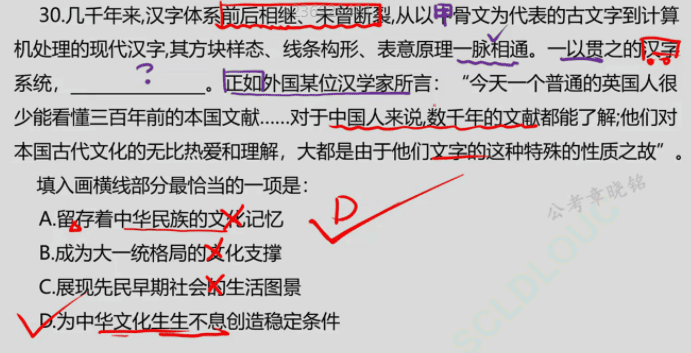 30.几千年来,汉字体系前后相继、未曾断裂,从以甲骨文为代表的古文字到计算
机处理的现代汉字,其方块样态、线条构形、表意原理一脉相通。一以贯之的汉字
系统，______________。正如外国某位汉学家所言：“今天一个普通的英国人很
少能看懂三百年前的本国文献……对于中国人来说,数千年的文献都能了解;他们对
本国古代文化的无比热爱和理解，大都是由于他们文字的这种特殊的性质之故”。
?
填入画横线部分最恰当的一项是：
A.留存着中华民族的文化记忆
D
B.成为大一统格局的文化支撑
C.展现先民早期社会的生活图景
D.为中华文化生生不息创造稳定条件
公考章晓铭
SCLDLOUC